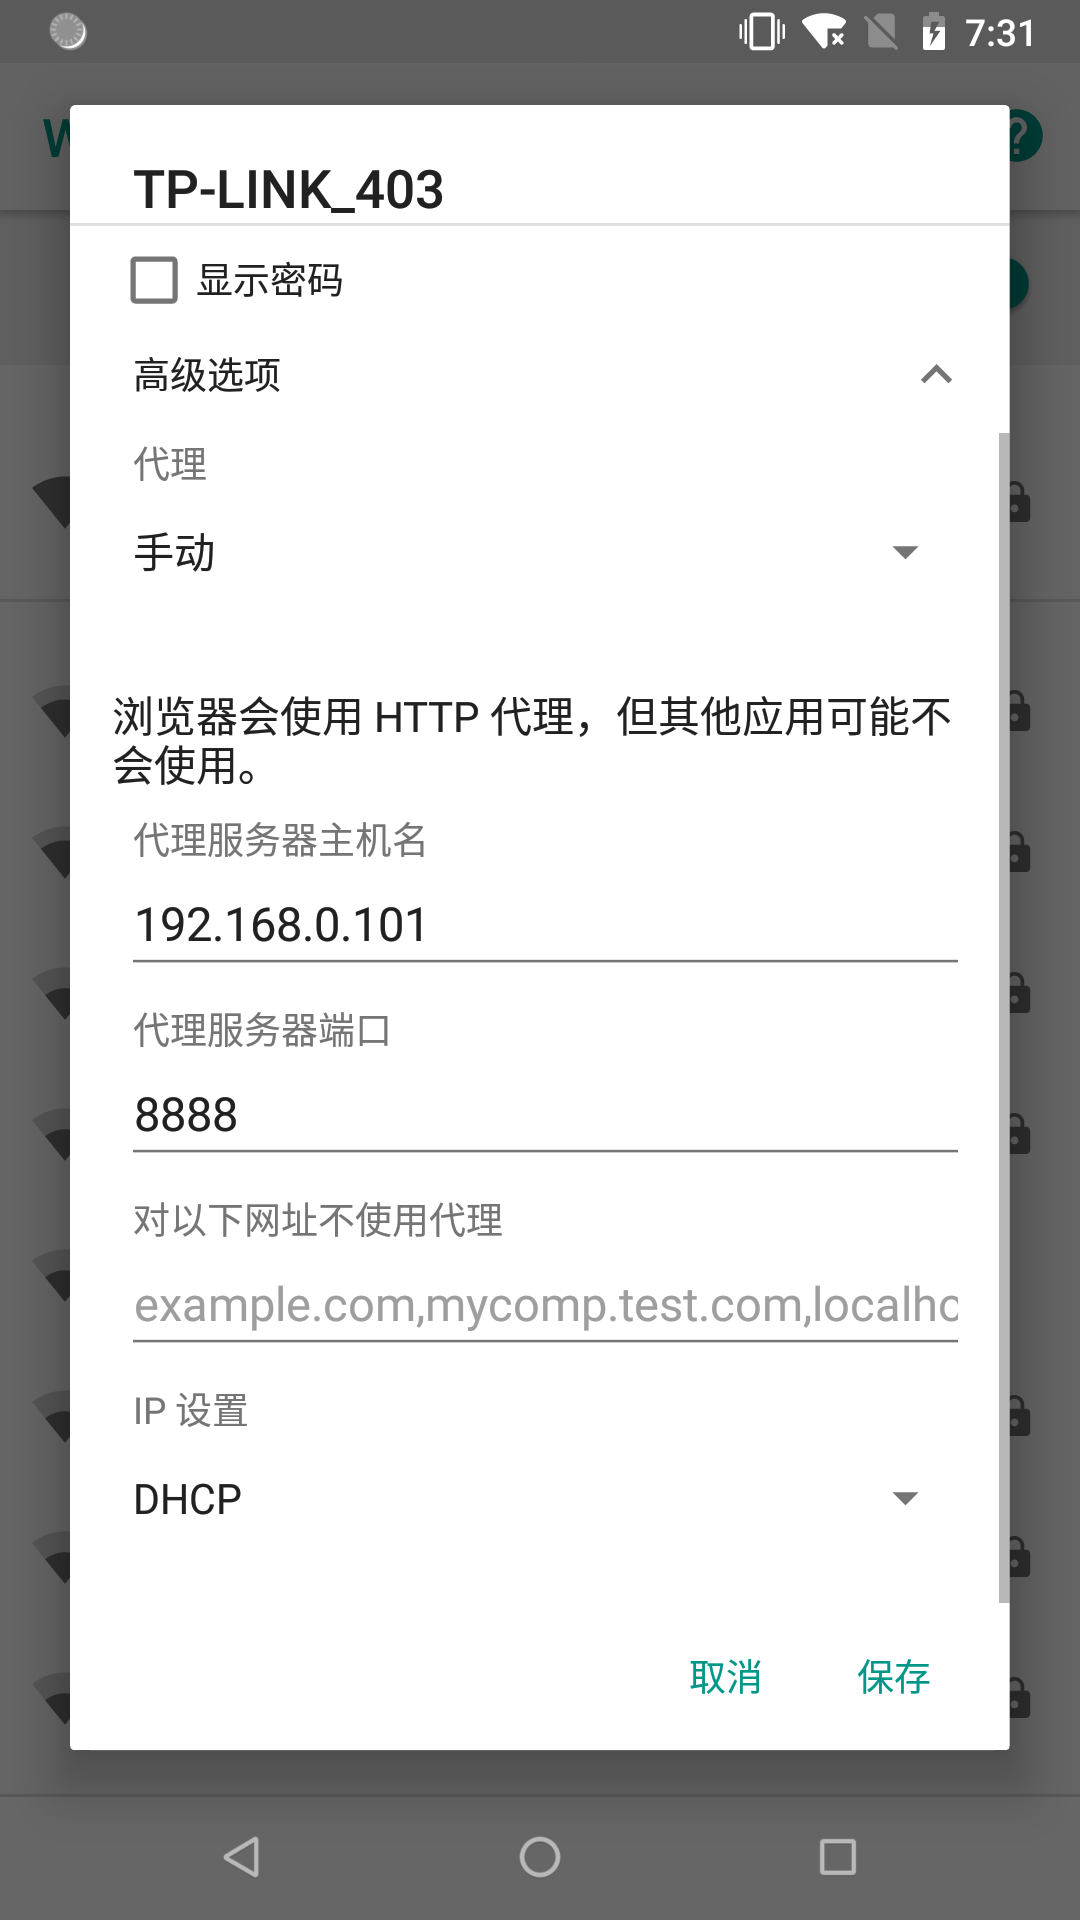 7:31
W
?
TP-LINK_403
显示密码
高级选项
代理
手动
浏览器会使用 HTTP 代理，但其他应用可能不
会使用。
代理服务器主机名
192.168.0.101
代理服务器端口
8888
对以下网址不使用代理
example.com,mycomp.test.com,localhc
IP 设置
DHCP
取消
保存